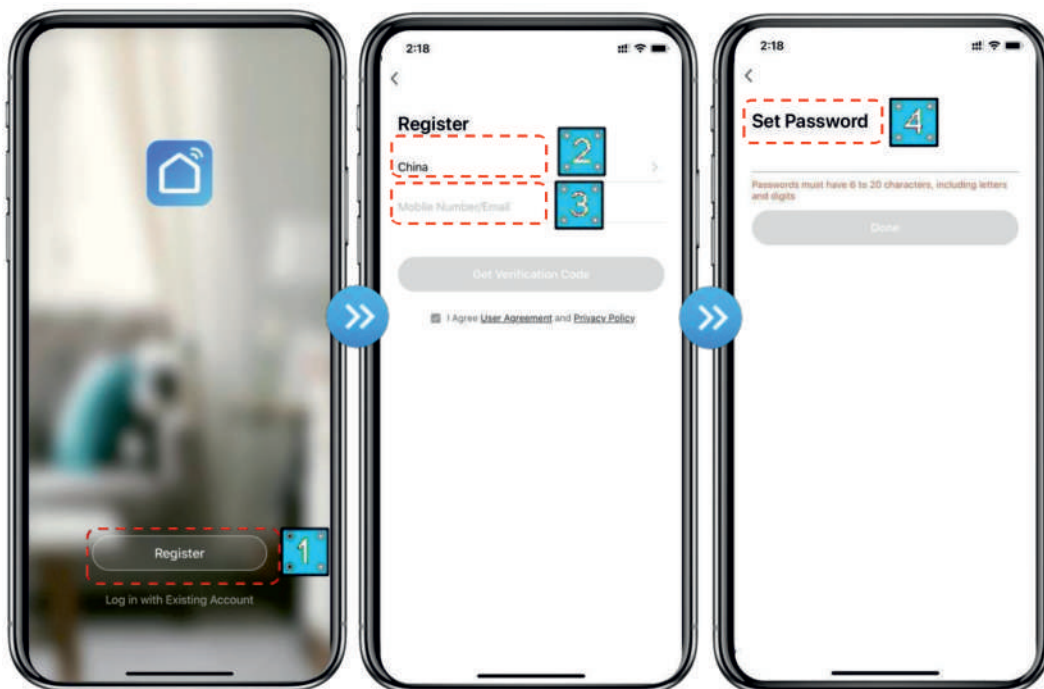 Register
1
Log in with Existing Account
2:18
Register
China
2
Moblie Number/Email
3
Get Verification Code
I Agree User Agreement and Privacy Policy
2:18
Set Password
4
Passwords must have 6 to 20 characters, including letters
and digits
Done